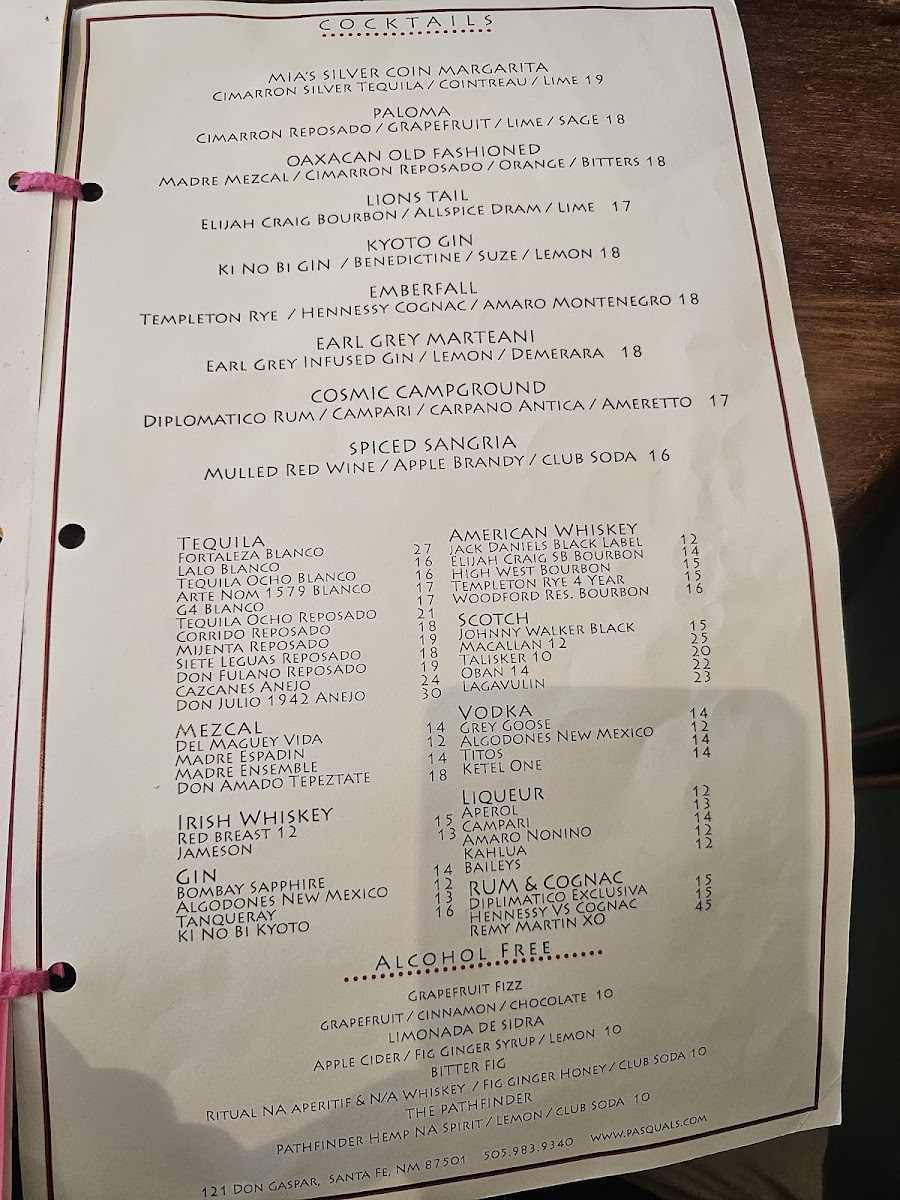 COCKTAILS
MIA'S SILVER COIN MARGARITA
CIMARRON SILVER TEQUILA / COINTREAU / LIME 19
PALOMA
CIMARRON REPOSADO / GRAPEFRUIT / LIME / SAGE 18
OAXACAN OLD FASHIONED
MADRE MEZCAL / CIMARRON REPOSADO / ORANGE / BITTERS 18
LIONS TAIL
ELIJAH CRAIG BOURBON / ALLSPICE DRAM / LIME 17
KYOTO GIN
KI NO BI GIN / BENEDICTINE / SUZE / LEMON 18
EMBERFALL
TEMPLETON RYE / HENNESSY COGNAC / AMARO MONTENEGRO 18
EARL GREY MARTEANI
EARL GREY INFUSED GIN / LEMON / DEMERARA 18
COSMIC CAMPGROUND
DIPLOMATICO RUM / CAMPARI / CARPANO ANTICA / AMERETTO 17
SPICED SANGRIA
MULLED RED WINE / APPLE BRANDY / CLUB SODA 16
TEQUILA
FORTALEZA BLANCO 27
LALO BLANCO 16
TEQUILA OCHO BLANCO 16
ARTE NOM 1579 BLANCO 17
G4 BLANCO 17
TEQUILA OCHO REPOSADO 21
CORRIDO REPOSADO 18
MIJENTA REPOSADO 19
SIETE LEGUAS REPOSADO 18
DON FULANO REPOSADO 19
CAZCANES ANEJO 24
DON JULIO 1942 ANEJO 30
MEZCAL
DEL MAGUEY VIDA 14
MADRE ESPADIN 12
MADRE ENSEMBLE 14
DON AMADO TEPEZTATE 18
IRISH WHISKEY
RED BREAST 12 15
JAMESON 13
GIN
BOMBAY SAPPHIRE 14
ALGODONES NEW MEXICO 12
TANQUERAY 13
KI NO BI KYOTO 16
AMERICAN WHISKEY
JACK DANIELS BLACK LABEL 12
ELIJAH CRAIG SB BOURBON 14
HIGH WEST BOURBON 15
TEMPLETON RYE 4 YEAR 15
WOODFORD RES. BOURBON 16
SCOTCH
JOHNNY WALKER BLACK 15
MACALLAN 12 25
TALISKER 10 20
OBAN 14 22
LAGAVULIN 23
VODKA
GREY GOOSE 14
ALGODONES NEW MEXICO 12
TITOS 14
KETEL ONE 14
LIQUEUR
APEROL 12
CAMPARI 13
AMARO NONINO 14
KAHLUA 12
BAILEYS 12
RUM & COGNAC
DIPLIMATICO EXCLUSIVA 15
HENNESSY VS COGNAC 15
REMY MARTIN XO 45
ALCOHOL FREE
GRAPEFRUIT FIZZ
GRAPEFRUIT / CINNAMON / CHOCOLATE 10
LIMONADA DE SIDRA
APPLE CIDER / FIG GINGER SYRUP / LEMON 10
BITTER FIG
RITUAL NA APERITIF & N/A WHISKEY / FIG GINGER HONEY / CLUB SODA 10
THE PATHFINDER
PATHFINDER HEMP NA SPIRIT / LEMON / CLUB SODA 10
121 DON GASPAR, SANTA FE, NM 87501 505.983.9340 WWW.PASQUALS.COM